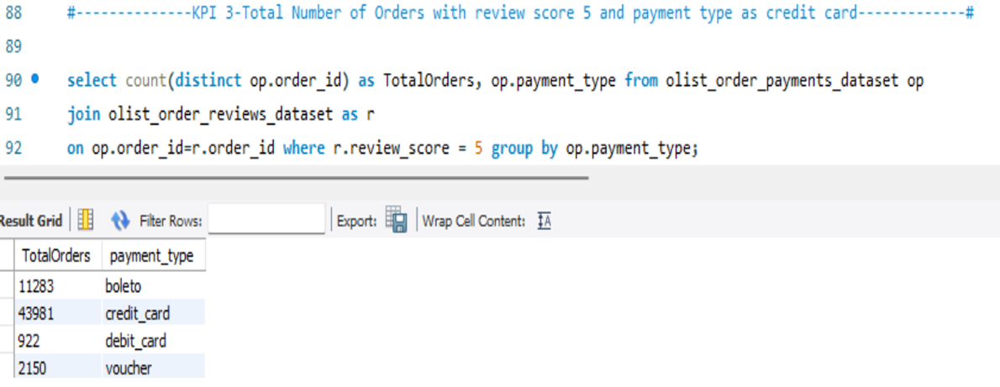 88 #--------------KPI 3-Total Number of Orders with review score 5 and payment type as credit card-------------#
89
90 select count(distinct op.order_id) as TotalOrders, op.payment_type from olist_order_payments_dataset op
91 join olist_order_reviews_dataset as r
92 on op.order_id=r.order_id where r.review_score = 5 group by op.payment_type;
Result Grid Filter Rows: Export: Wrap Cell Content:
TotalOrders payment_type
11283 boleto
43981 credit_card
922 debit_card
2150 voucher